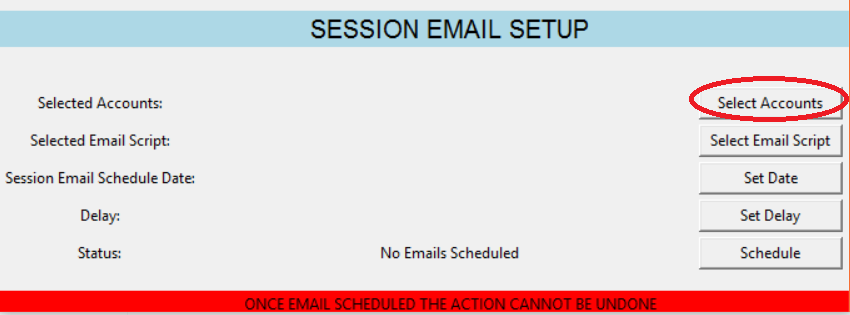 SESSION EMAIL SETUP
Selected Accounts: Select Accounts
Selected Email Script: Select Email Script
Session Email Schedule Date: Set Date
Delay: Set Delay
Status: No Emails Scheduled Schedule
ONCE EMAIL SCHEDULED THE ACTION CANNOT BE UNDONE